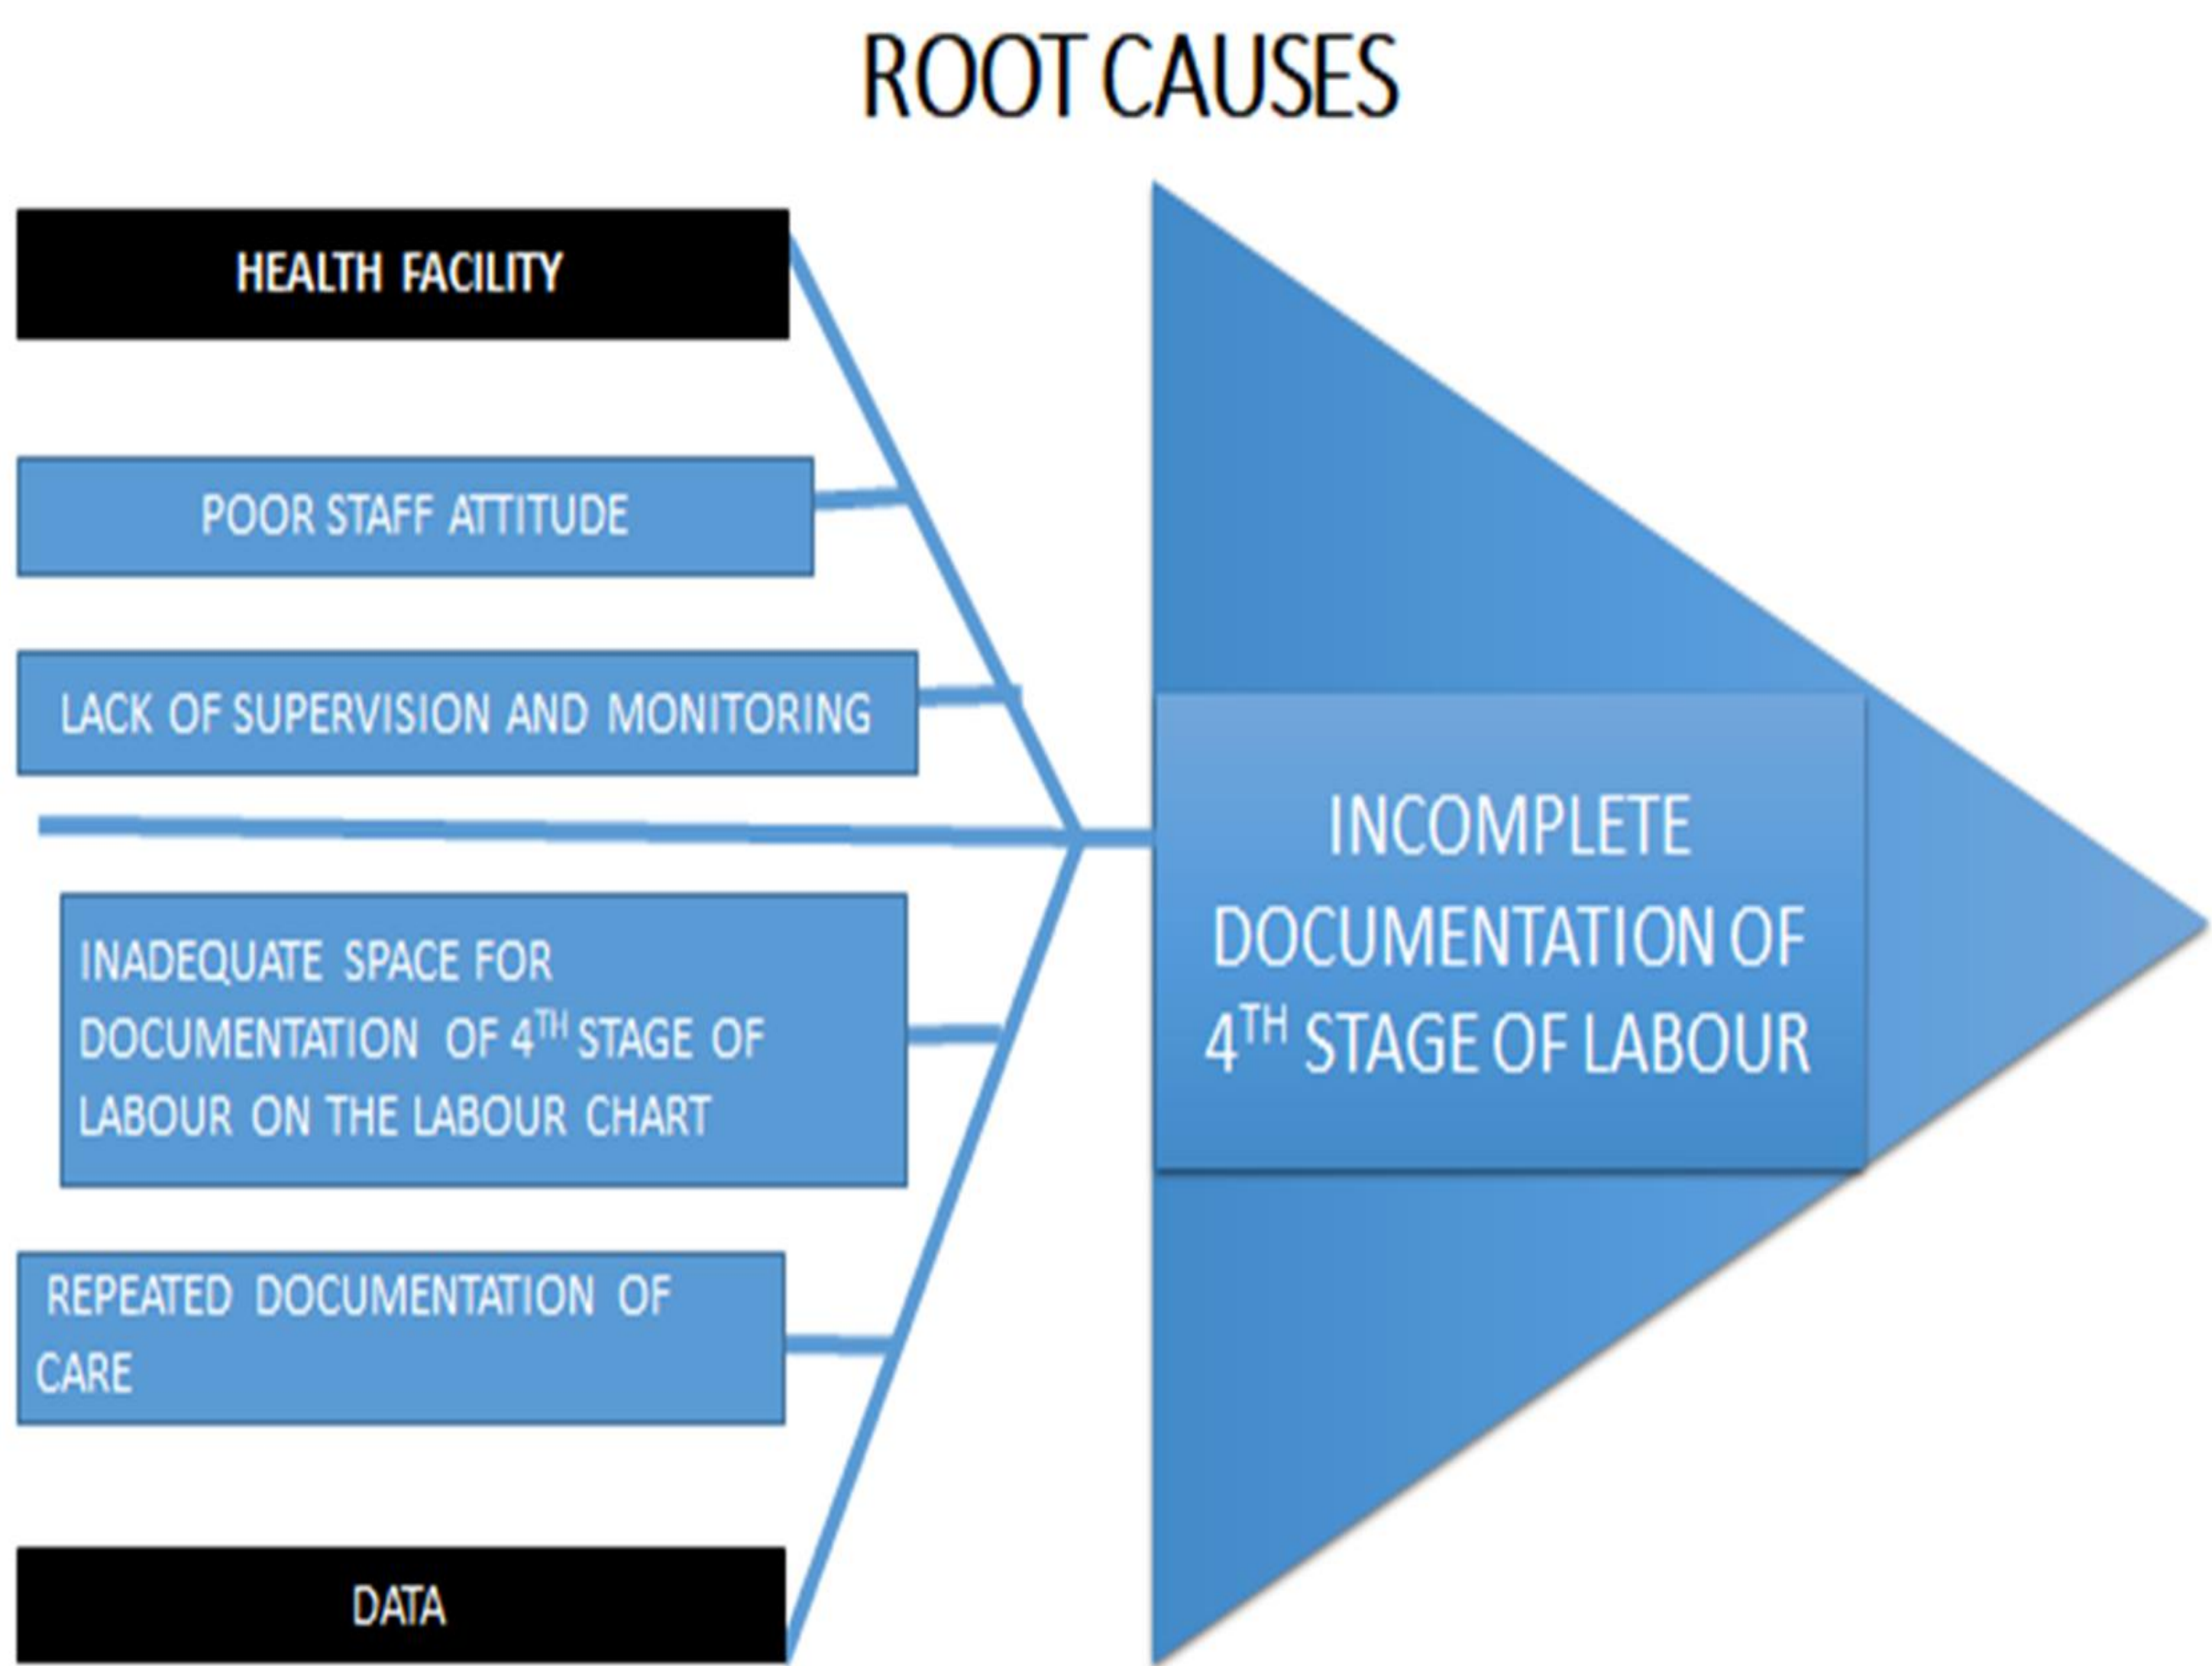 ROOT CAUSES
HEALTH FACILITY
POOR STAFF ATTITUDE
LACK OF SUPERVISION AND MONITORING
INADEQUATE SPACE FOR
DOCUMENTATION OF 4TH STAGE OF
LABOUR ON THE LABOUR CHART
REPEATED DOCUMENTATION OF
CARE
DATA
INCOMPLETE
DOCUMENTATION OF
4TH STAGE OF LABOUR